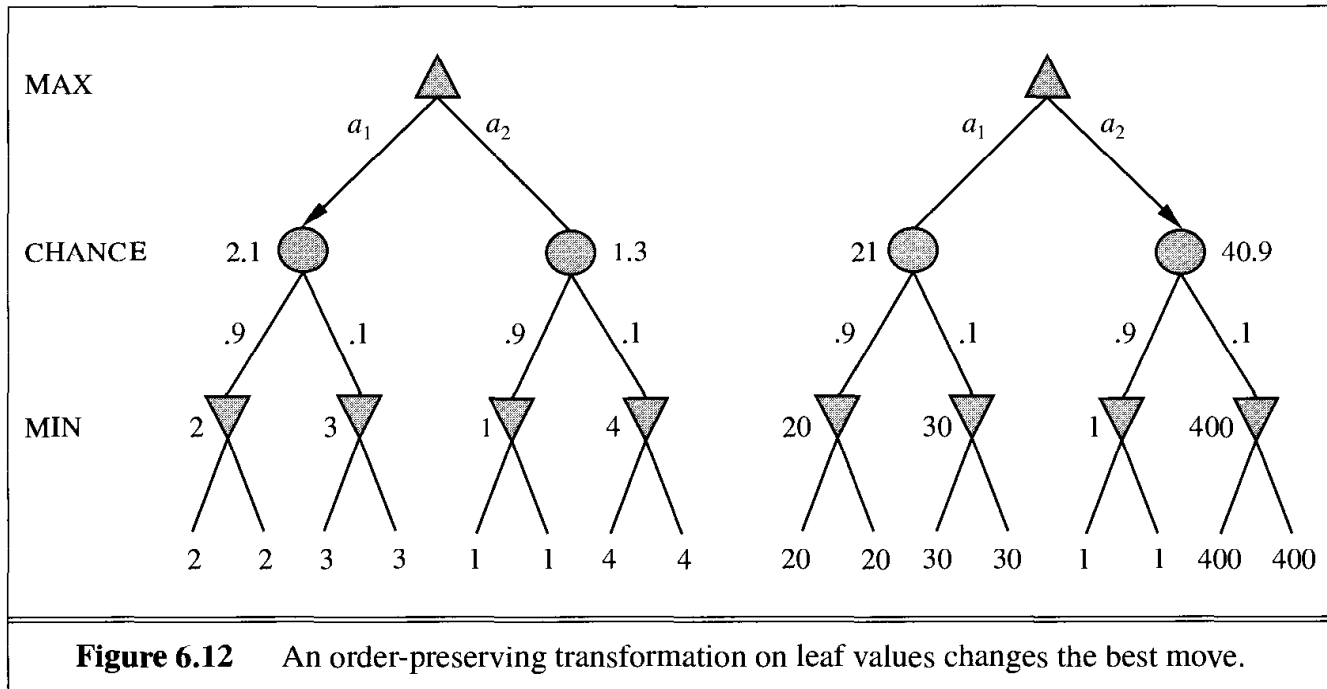 MAX
a1 a2 a1 a2
CHANCE 2.1 1.3 21 40.9
.9 .1 .9 .1 .9 .1 .9 .1
MIN 2 3 1 4 20 30 1 400
2 2 3 3 1 1 4 4 20 20 30 30 1 1 400 400
Figure 6.12 An order-preserving transformation on leaf values changes the best move.